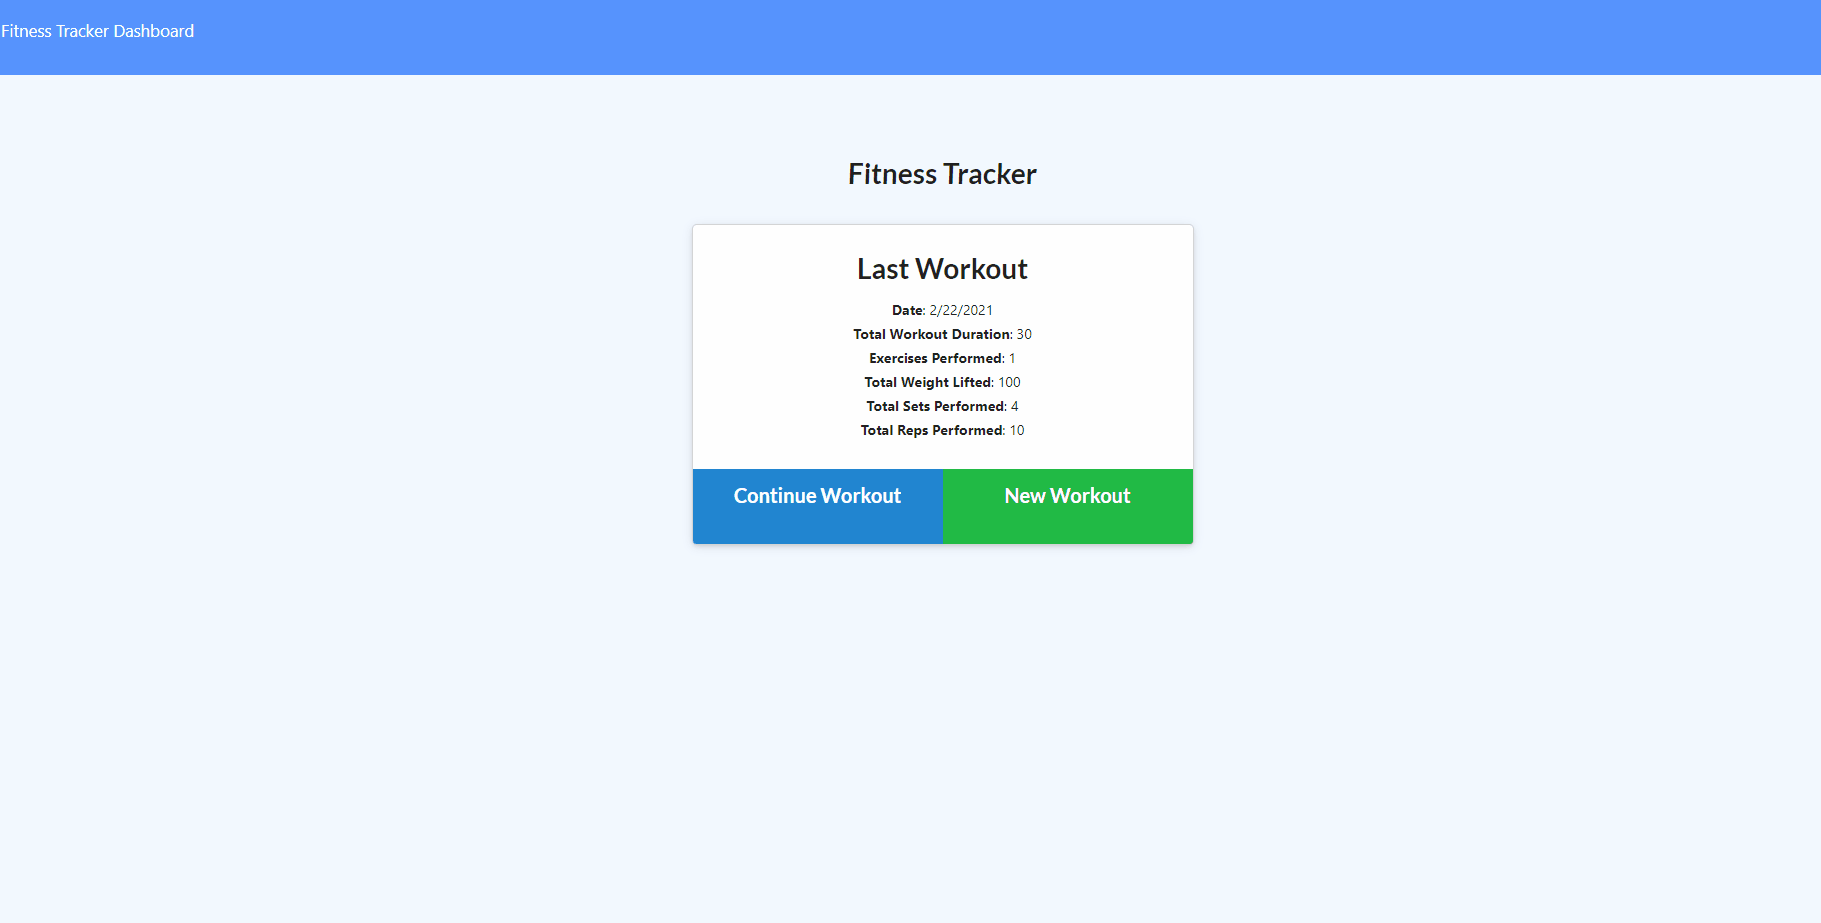 Fitness Tracker Dashboard
Fitness Tracker
Last Workout
Date: 2/22/2021
Total Workout Duration: 30
Exercises Performed: 1
Total Weight Lifted: 100
Total Sets Performed: 4
Total Reps Performed: 10
Continue Workout New Workout